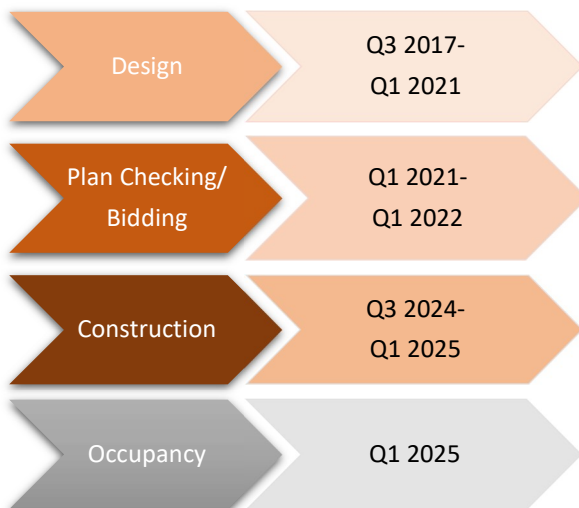 Design
Q3 2017-
Q1 2021
Plan Checking/
Bidding
Q1 2021-
Q1 2022
Construction
Q3 2024-
Q1 2025
Occupancy
Q1 2025